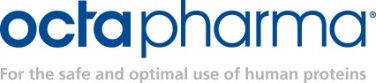 octapharma®
For the safe and optimal use of human proteins